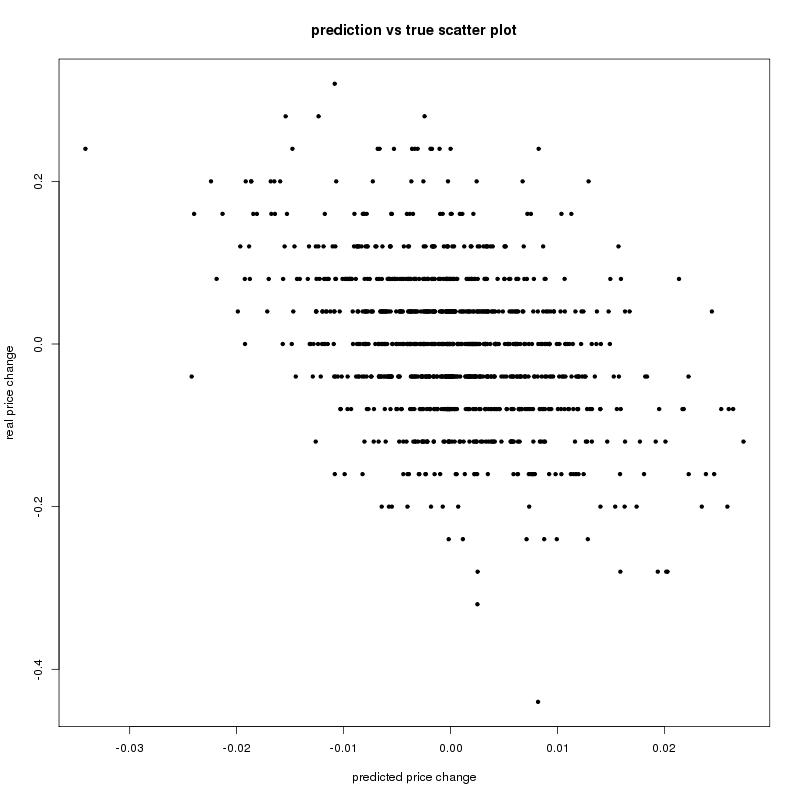 prediction vs true scatter plot
real price change
0.2
0.0
-0.2
-0.4
-0.03 -0.02 -0.01 0.00 0.01 0.02
predicted price change